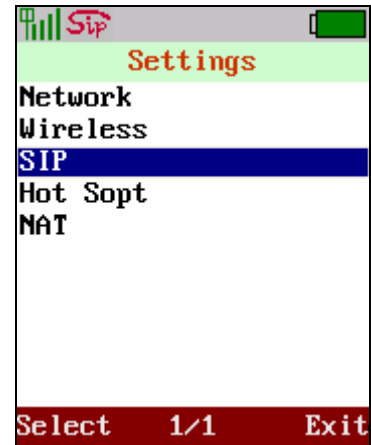 Sip
Settings
Network
Wireless
SIP
Hot Sopt
NAT
Select 1/1 Exit